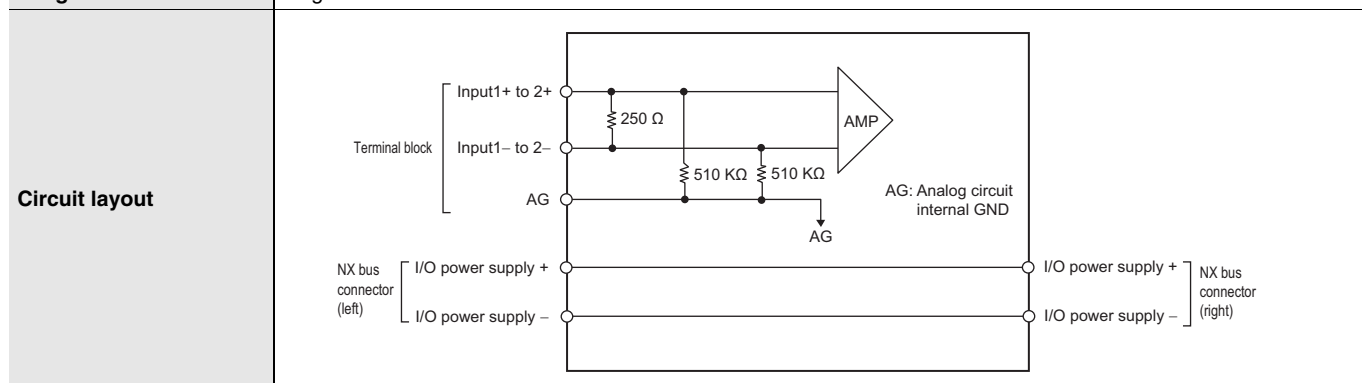 Circuit layout
Terminal block
Input1+ to 2+
Input1− to 2−
AG
250 Ω
510 KΩ
510 KΩ
AMP
AG
AG: Analog circuit
internal GND
NX bus
connector
(left)
I/O power supply +
I/O power supply −
I/O power supply +
I/O power supply −
NX bus
connector
(right)